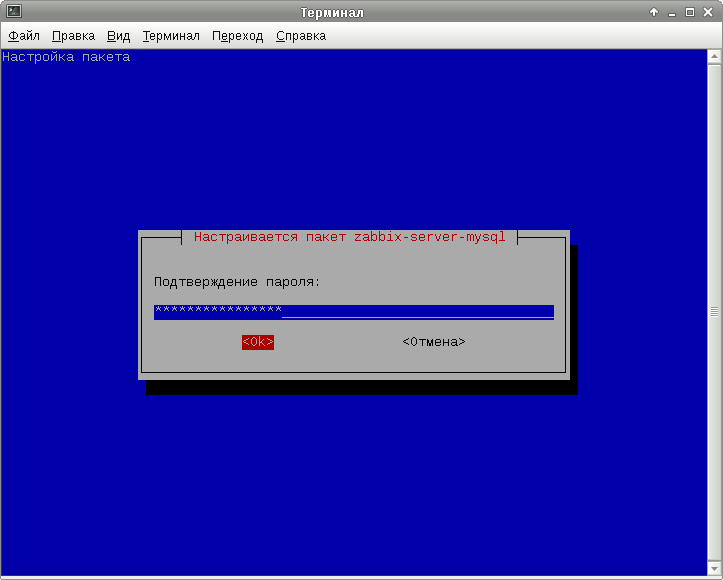 Терминал
Файл Правка Вид Терминал Переход Справка
Настройка пакета
Настраивается пакет zabbix-server-mysql
Подтверждение пароля:
****************
<Ok> <Отмена>